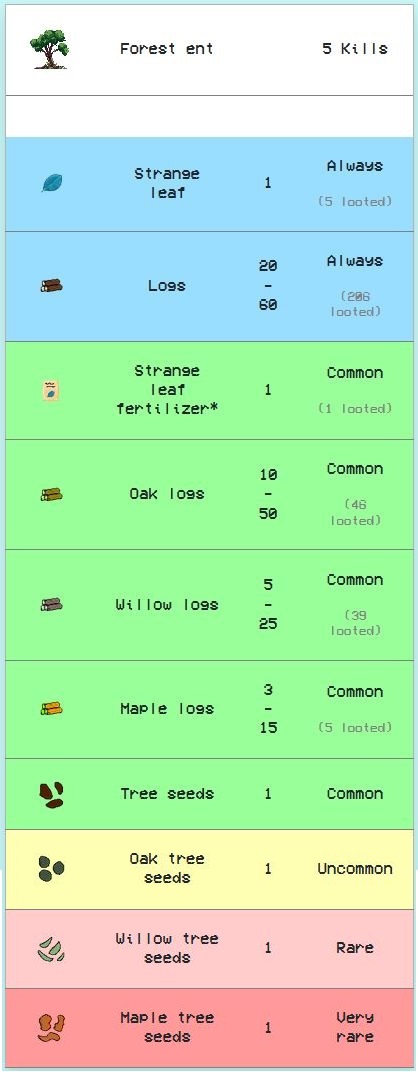 Forest ent 5 Kills
Strange
leaf
1
Always
(5 looted)
Logs
20
-
60
Always
(206
looted)
Strange
leaf
fertilizer*
1
Common
(1 looted)
Oak logs
10
-
50
Common
(46
looted)
Willow logs
5
-
25
Common
(39
looted)
Maple logs
3
-
15
Common
(5 looted)
Tree seeds 1 Common
Oak tree
seeds
1
Uncommon
Willow tree
seeds
1
Rare
Maple tree
seeds
1
Very
rare